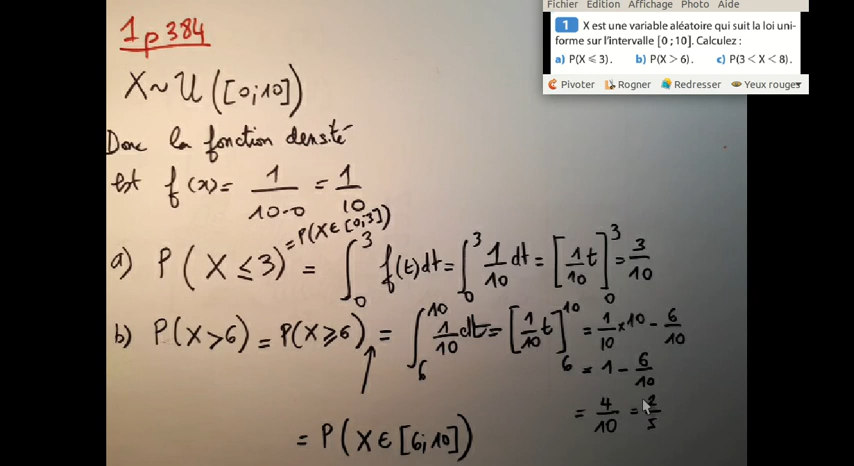 Fichier Edition Affichage Photo Aide
1 X est une variable aléatoire qui suit la loi uni-
forme sur l'intervalle [0 ; 10]. Calculez :
a) P(X ⩽ 3). b) P(X > 6). c) P(3 < X < 8).
Pivoter Rogner Redresser Yeux rouges
1 p 384
X ~ U ([0;10])
Donc la fonction densité
est f(x) = 1/(10-0) = 1/10
a) P(X ≤ 3) = P(X ∈ [0;3]) = ∫₀³ f(t)dt = ∫₀³ 1/10 dt = [1/10 t]₀³ = 3/10
b) P(X > 6) = P(X ≥ 6) = ∫₆¹⁰ 1/10 dt = [1/10 t]₆¹⁰ = 1/10 × 10 - 6/10
= 1 - 6/10
= 4/10 = 2/5
= P(X ∈ [6;10])